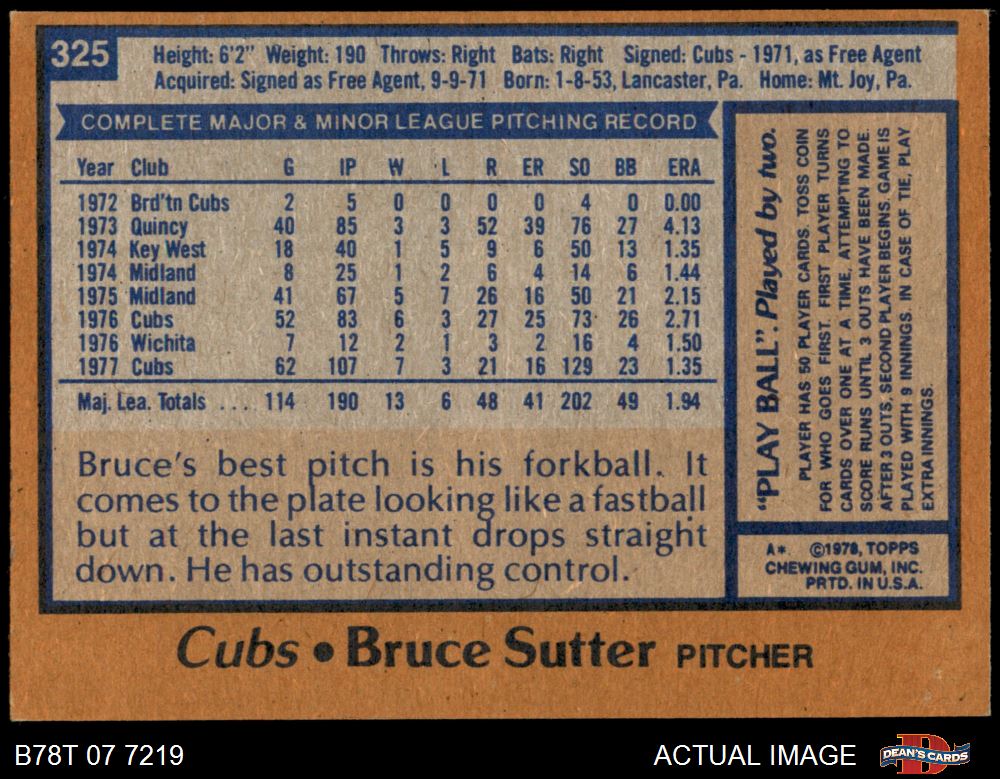 325
Height: 6'2" Weight: 190 Throws: Right Bats: Right Signed: Cubs - 1971, as Free Agent
Acquired: Signed as Free Agent, 9-9-71 Born: 1-8-53, Lancaster, Pa. Home: Mt. Joy, Pa.
COMPLETE MAJOR & MINOR LEAGUE PITCHING RECORD
Year Club G IP W L R ER SO BB ERA
1972 Brd'tn Cubs 2 5 0 0 0 0 4 0 0.00
1973 Quincy 40 85 3 3 52 39 76 27 4.13
1974 Key West 18 40 1 5 9 6 50 13 1.35
1974 Midland 8 25 1 2 6 4 14 6 1.44
1975 Midland 41 67 5 7 26 16 50 21 2.15
1976 Cubs 52 83 6 3 27 25 73 26 2.71
1976 Wichita 7 12 2 1 3 2 16 4 1.50
1977 Cubs 62 107 7 3 21 16 129 23 1.35
Maj. Lea. Totals .... 114 190 13 6 48 41 202 49 1.94
Bruce's best pitch is his forkball. It
comes to the plate looking like a fastball
but at the last instant drops straight
down. He has outstanding control.
"PLAY BALL". Played by two.
PLAYER HAS 50 PLAYER CARDS. TOSS COIN
FOR WHO GOES FIRST. FIRST PLAYER TURNS
CARDS OVER ONE AT A TIME, ATTEMPTING TO
SCORE RUNS UNTIL 3 OUTS HAVE BEEN MADE.
AFTER 3 OUTS, SECOND PLAYER BEGINS. GAME IS
PLAYED WITH 9 INNINGS. IN CASE OF TIE, PLAY
EXTRA INNINGS.
A*. ©1978, TOPPS
CHEWING GUM, INC.
PRTD. IN U.S.A.
Cubs • Bruce Sutter PITCHER
B78T 07 7219
ACTUAL IMAGE
DEAN'S CARDS